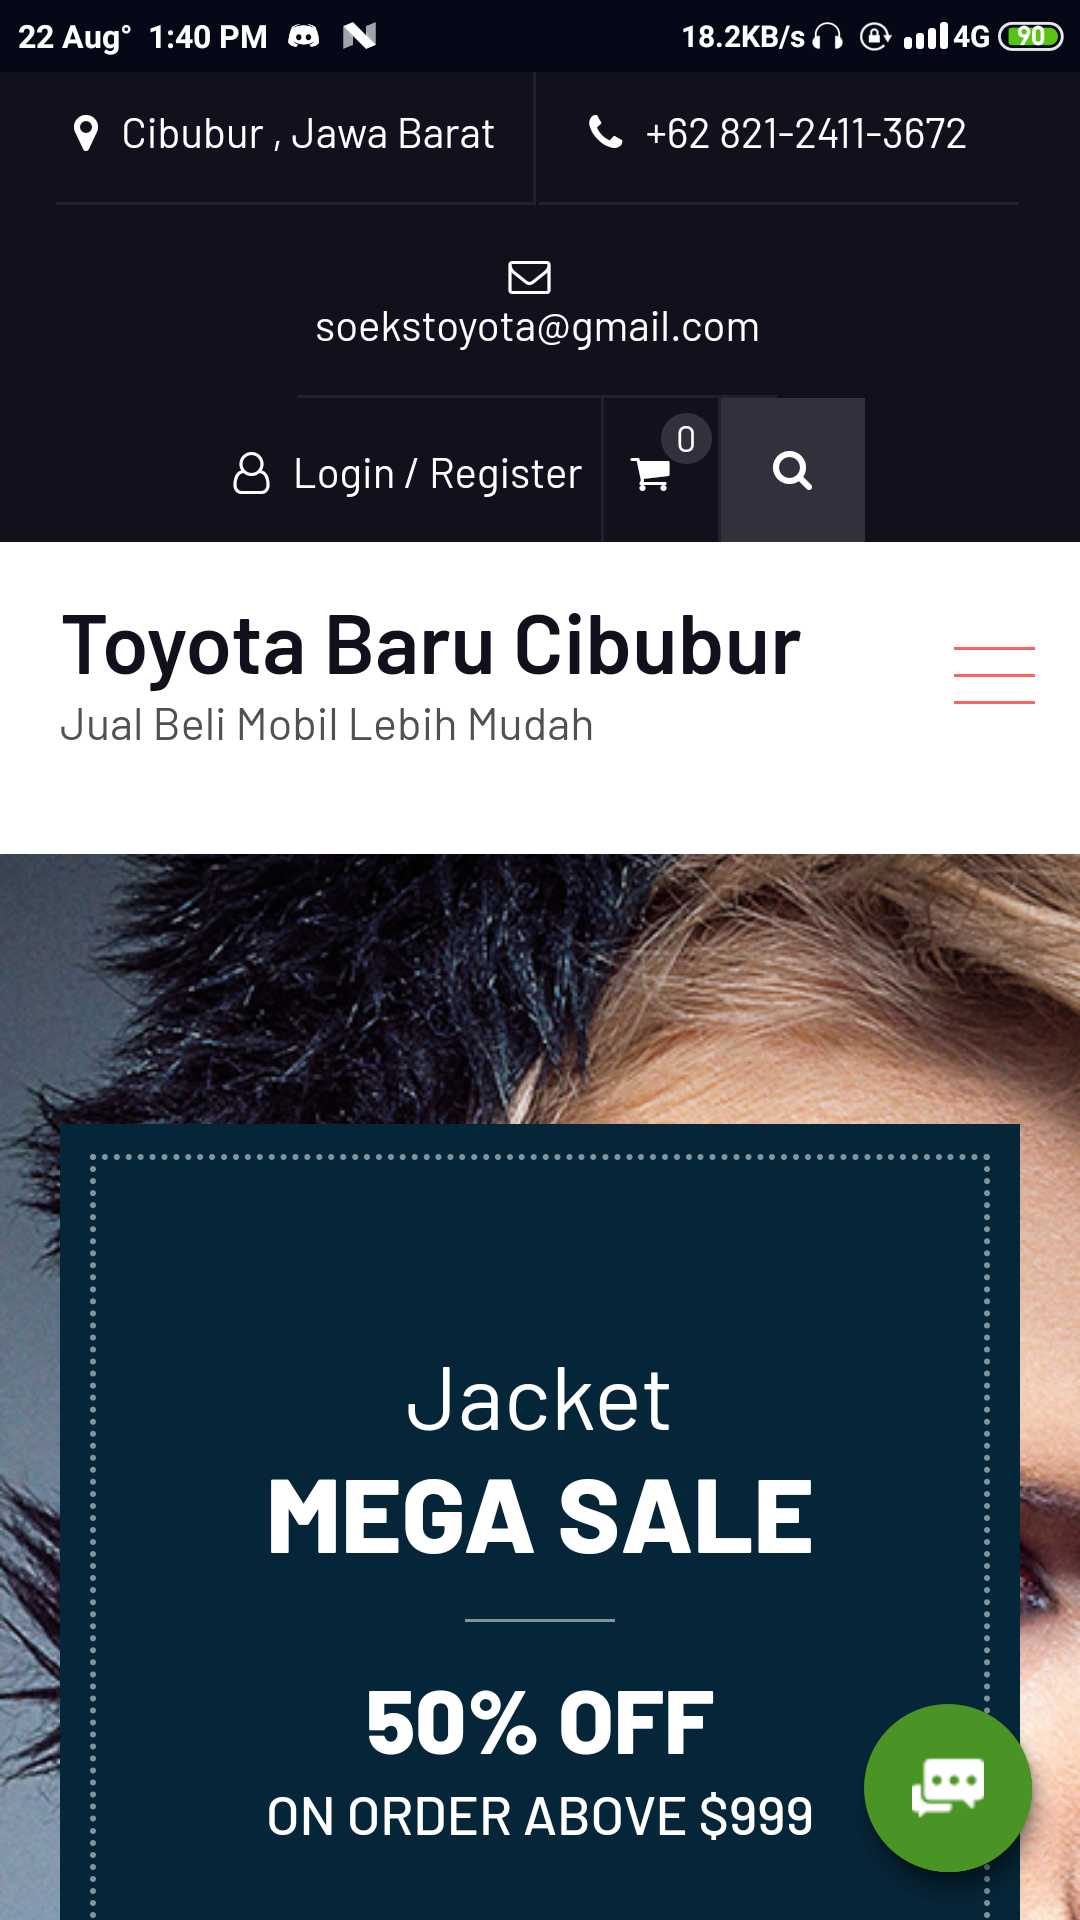 22 Aug° 1:40 PM 18.2KB/s 4G 90
Cibubur , Jawa Barat
+62 821-2411-3672
soekstoyota@gmail.com
Login / Register 0
Toyota Baru Cibubur
Jual Beli Mobil Lebih Mudah
Jacket
MEGA SALE
50% OFF
ON ORDER ABOVE $999